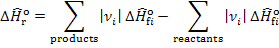 ΔH̃°r = ∑products |νi| ΔH̃°fi − ∑reactants |νi| ΔH̃°fi